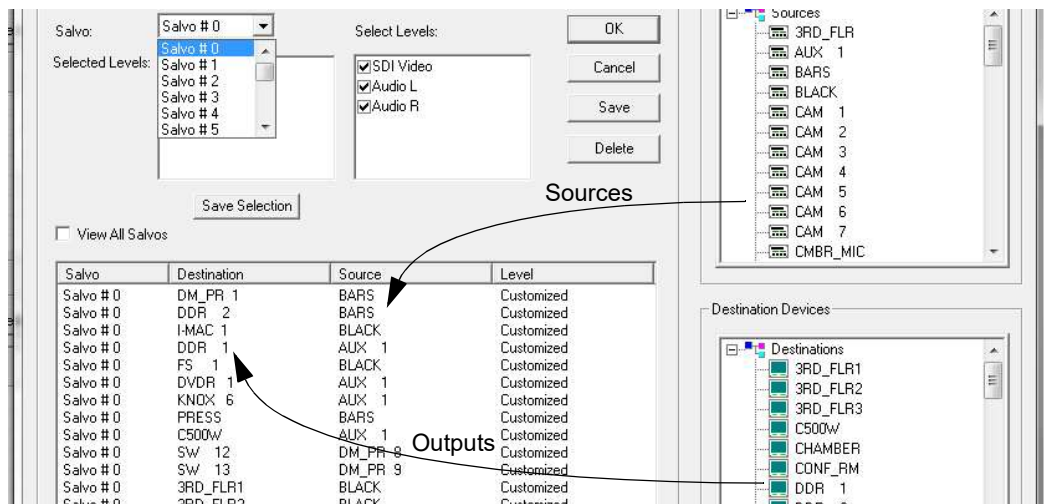 Salvo: Salvo # 0
Salvo # 0
Salvo # 1
Salvo # 2
Salvo # 3
Salvo # 4
Salvo # 5
Selected Levels:
Select Levels:
SDI Video
Audio L
Audio R
OK
Cancel
Save
Delete
Save Selection
View All Salvos
Sources
3RD_FLR
AUX 1
BARS
BLACK
CAM 1
CAM 2
CAM 3
CAM 4
CAM 5
CAM 6
CAM 7
CMBR_MIC
Sources
Salvo Destination Source Level
Salvo # 0 DM_PR 1 BARS Customized
Salvo # 0 DDR 2 BARS Customized
Salvo # 0 I-MAC 1 BLACK Customized
Salvo # 0 DDR 1 AUX 1 Customized
Salvo # 0 FS 1 BLACK Customized
Salvo # 0 DVDR 1 AUX 1 Customized
Salvo # 0 KNOX 6 AUX 1 Customized
Salvo # 0 PRESS BARS Customized
Salvo # 0 C500W AUX 1 Customized
Salvo # 0 SW 12 DM_PR 8 Customized
Salvo # 0 SW 13 DM_PR 9 Customized
Salvo # 0 3RD_FLR1 BLACK Customized
Salvo # 0 3RD_FLR2 BLACK Customized
Outputs
Destination Devices
Destinations
3RD_FLR1
3RD_FLR2
3RD_FLR3
C500W
CHAMBER
CONF_RM
DDR 1